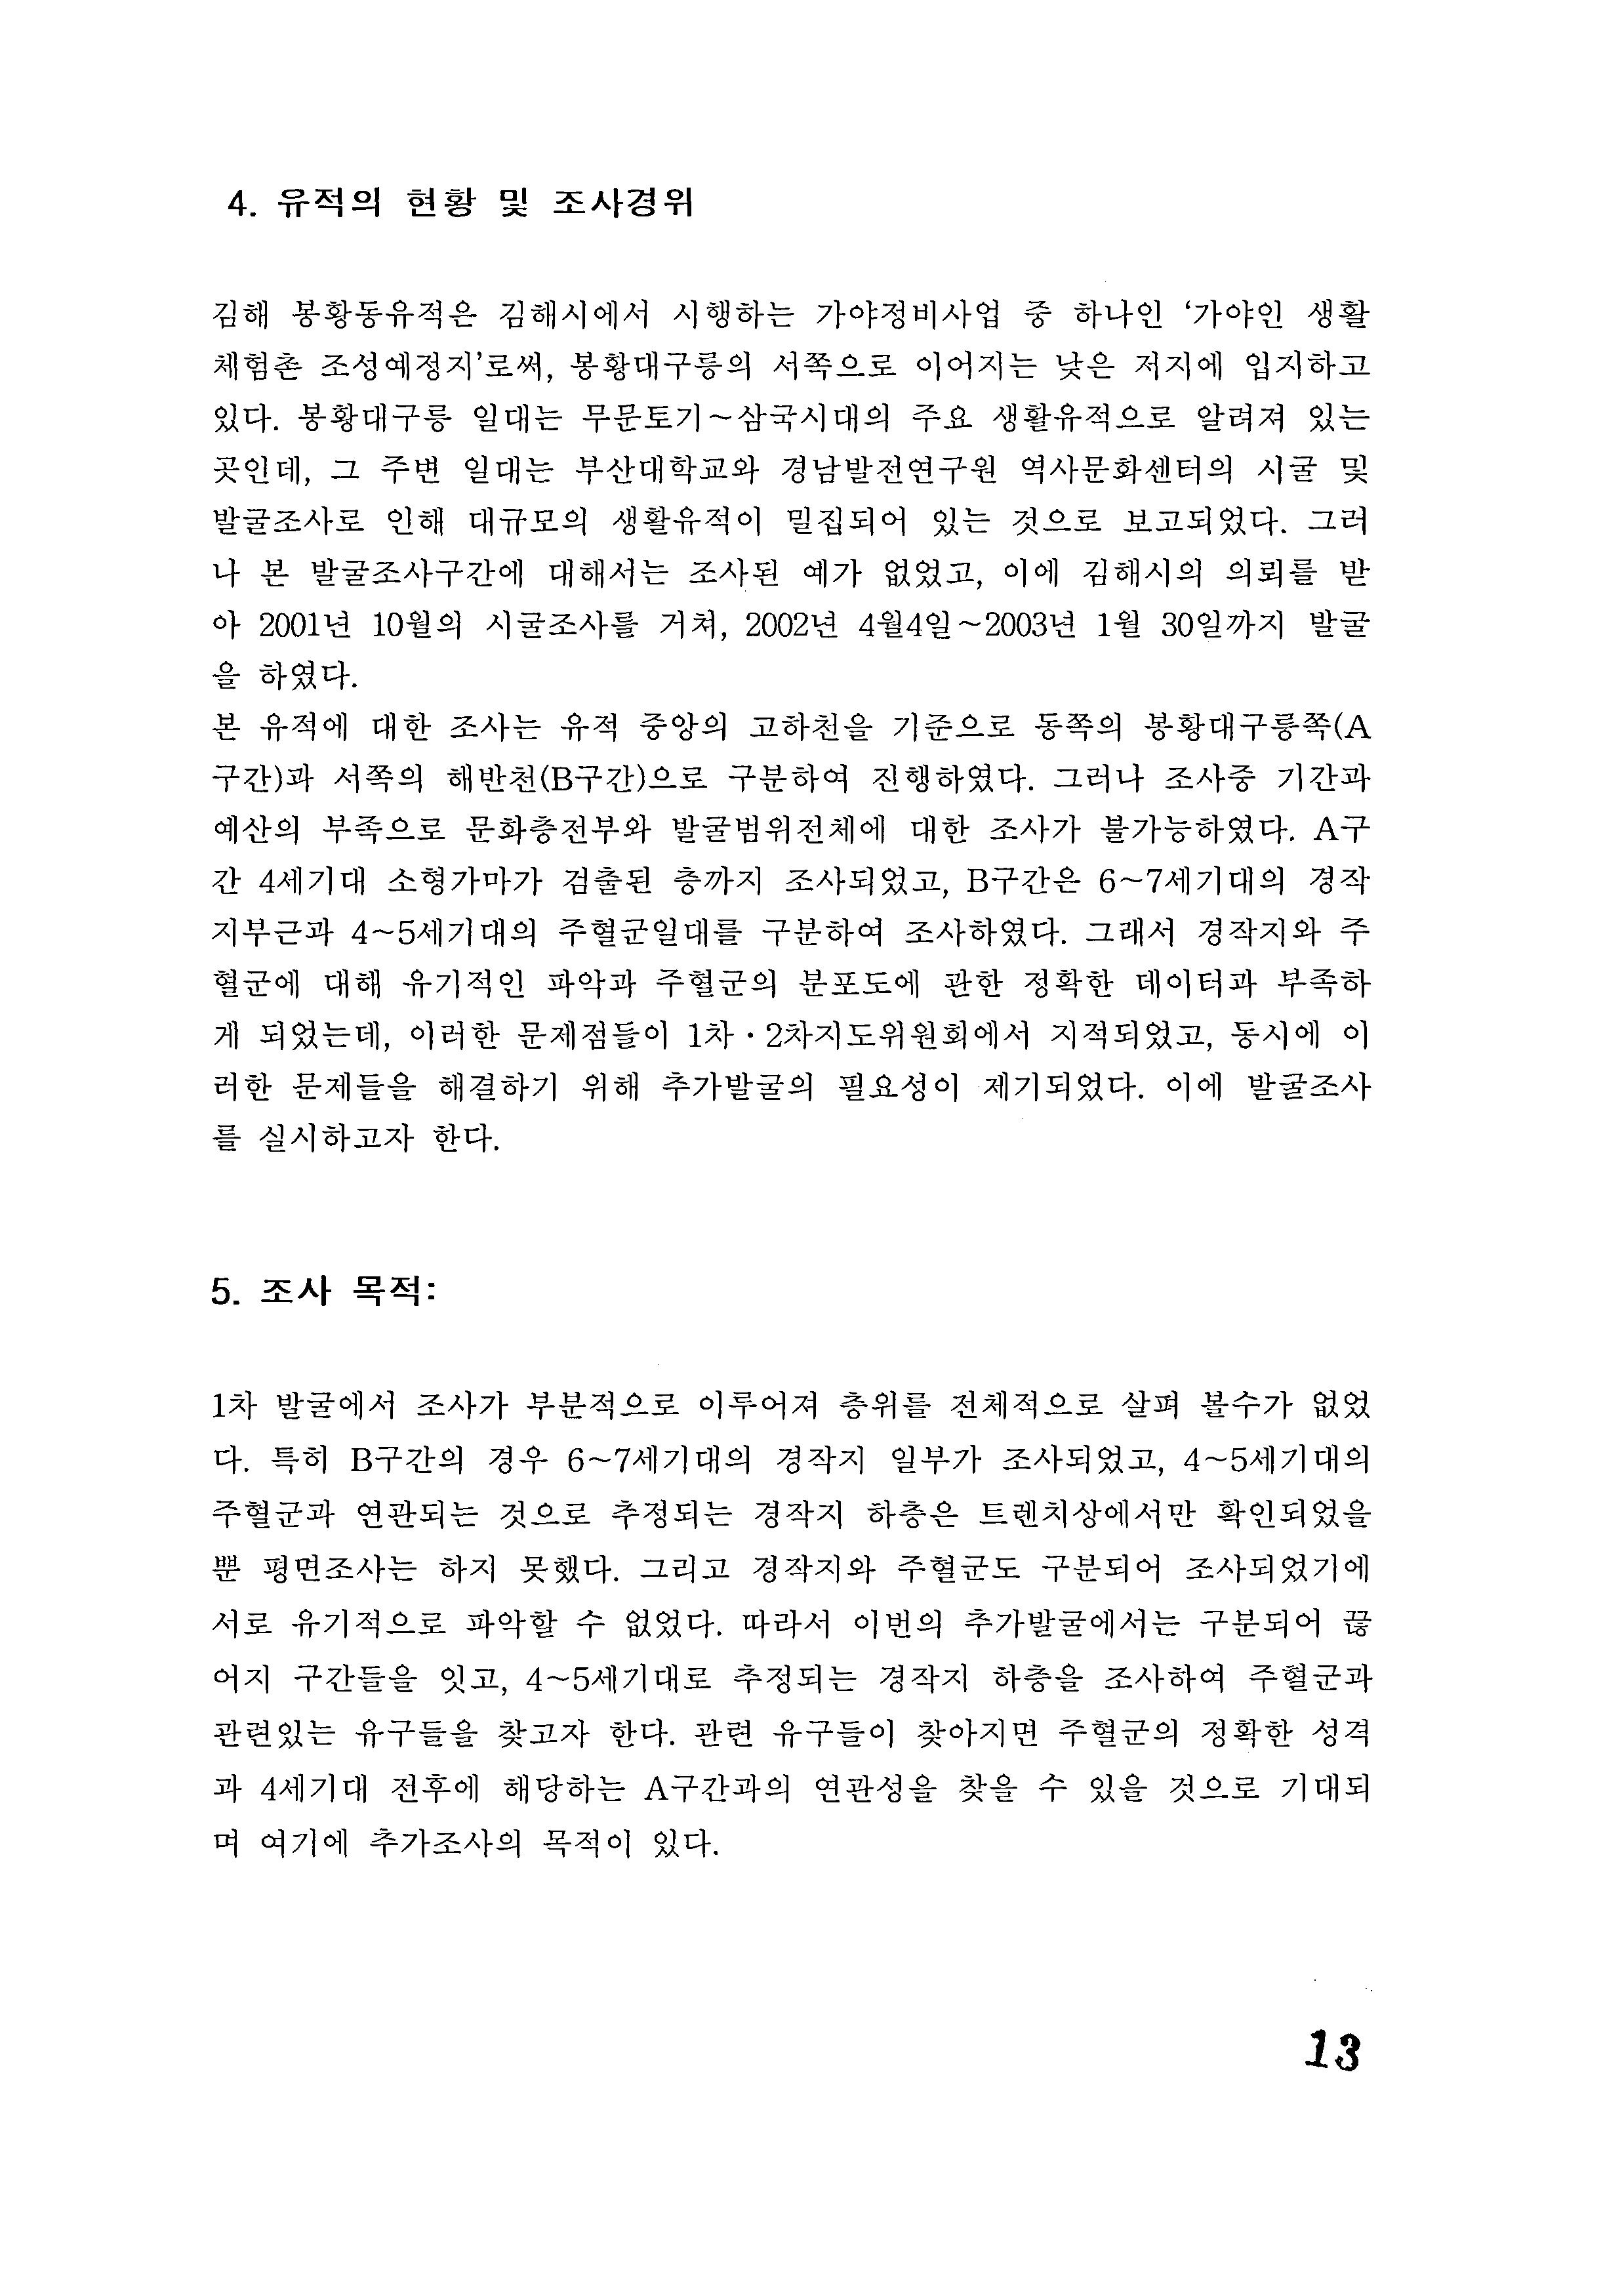 4. 유적의 현황 및 조사경위
김해 봉황동유적은 김해시에서 시행하는 가야정비사업 중 하나인 ‘가야인 생활
체험촌 조성예정지’로써, 봉황대구릉의 서쪽으로 이어지는 낮은 저지에 입지하고
있다. 봉황대구릉 일대는 무문토기~삼국시대의 주요 생활유적으로 알려져 있는
곳인데, 그 주변 일대는 부산대학교와 경남발전연구원 역사문화센터의 시굴 및
발굴조사로 인해 대규모의 생활유적이 밀집되어 있는 것으로 보고되었다. 그러
나 본 발굴조사구간에 대해서는 조사된 예가 없었고, 이에 김해시의 의뢰를 받
아 2001년 10월의 시굴조사를 거쳐, 2002년 4월4일~2003년 1월 30일까지 발굴
을 하였다.
본 유적에 대한 조사는 유적 중앙의 고하천을 기준으로 동쪽의 봉황대구릉쪽(A
구간)과 서쪽의 해반천(B구간)으로 구분하여 진행하였다. 그러나 조사중 기간과
예산의 부족으로 문화층전부와 발굴범위전체에 대한 조사가 불가능하였다. A구
간 4세기대 소형가마가 검출된 층까지 조사되었고, B구간은 6~7세기대의 경작
지부근과 4~5세기대의 주혈군일대를 구분하여 조사하였다. 그래서 경작지와 주
혈군에 대해 유기적인 파악과 주혈군의 분포도에 관한 정확한 데이터과 부족하
게 되었는데, 이러한 문제점들이 1차·2차지도위원회에서 지적되었고, 동시에 이
러한 문제들을 해결하기 위해 추가발굴의 필요성이 제기되었다. 이에 발굴조사
를 실시하고자 한다.
5. 조사 목적:
1차 발굴에서 조사가 부분적으로 이루어져 층위를 전체적으로 살펴 볼수가 없었
다. 특히 B구간의 경우 6~7세기대의 경작지 일부가 조사되었고, 4~5세기대의
주혈군과 연관되는 것으로 추정되는 경작지 하층은 트렌치상에서만 확인되었을
뿐 평면조사는 하지 못했다. 그리고 경작지와 주혈군도 구분되어 조사되었기에
서로 유기적으로 파악할 수 없었다. 따라서 이번의 추가발굴에서는 구분되어 끊
어지 구간들을 잇고, 4~5세기대로 추정되는 경작지 하층을 조사하여 주혈군과
관련있는 유구들을 찾고자 한다. 관련 유구들이 찾아지면 주혈군의 정확한 성격
과 4세기대 전후에 해당하는 A구간과의 연관성을 찾을 수 있을 것으로 기대되
며 여기에 추가조사의 목적이 있다.
13